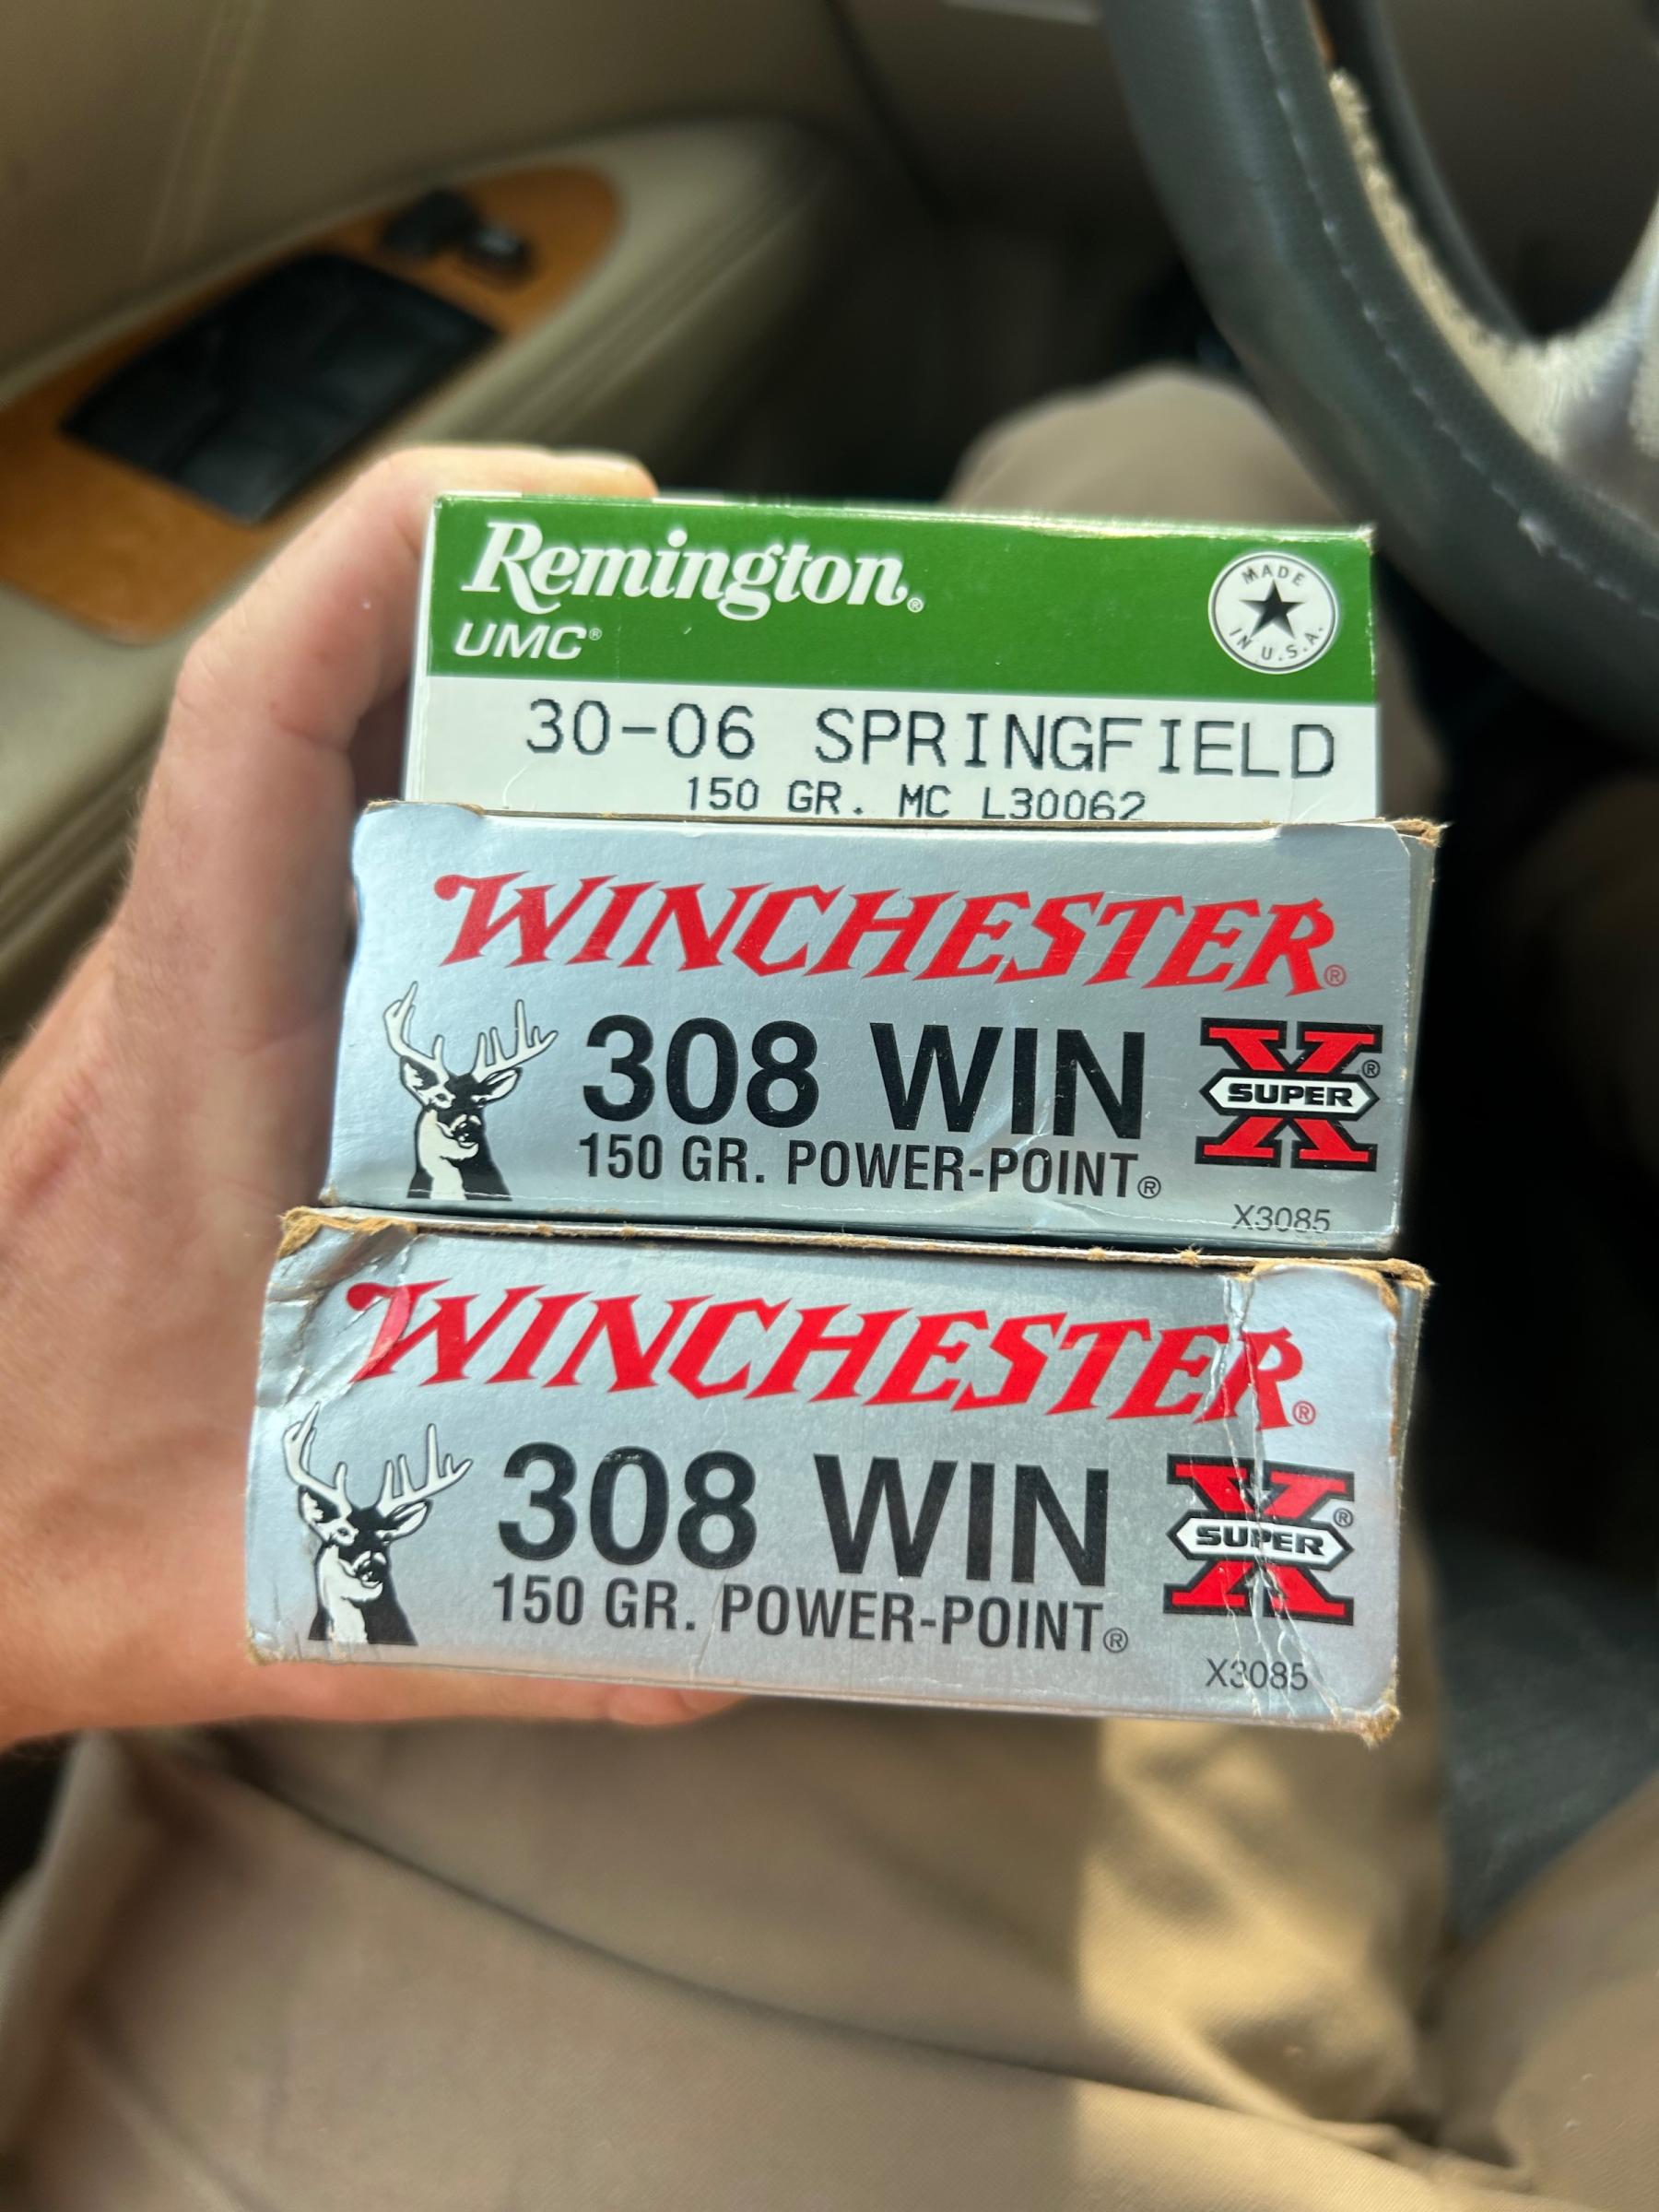 Remington®
UMC®
MADE
IN U.S.A.
30-06 SPRINGFIELD
150 GR. MC L30062
WINCHESTER®
308 WIN
150 GR. POWER-POINT®
SUPER X®
X3085
WINCHESTER®
308 WIN
150 GR. POWER-POINT®
SUPER X®
X3085